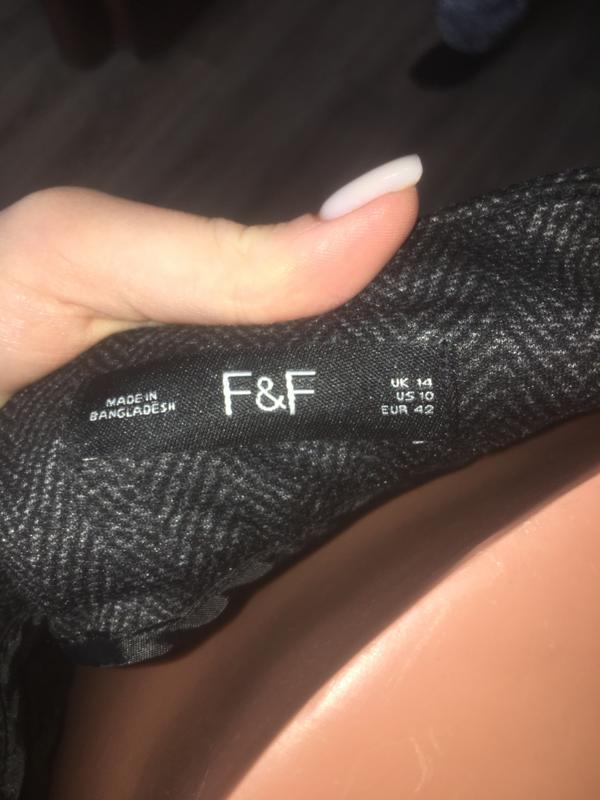 MADE IN
BANGLADESH
F&F
UK 14
US 10
EUR 42